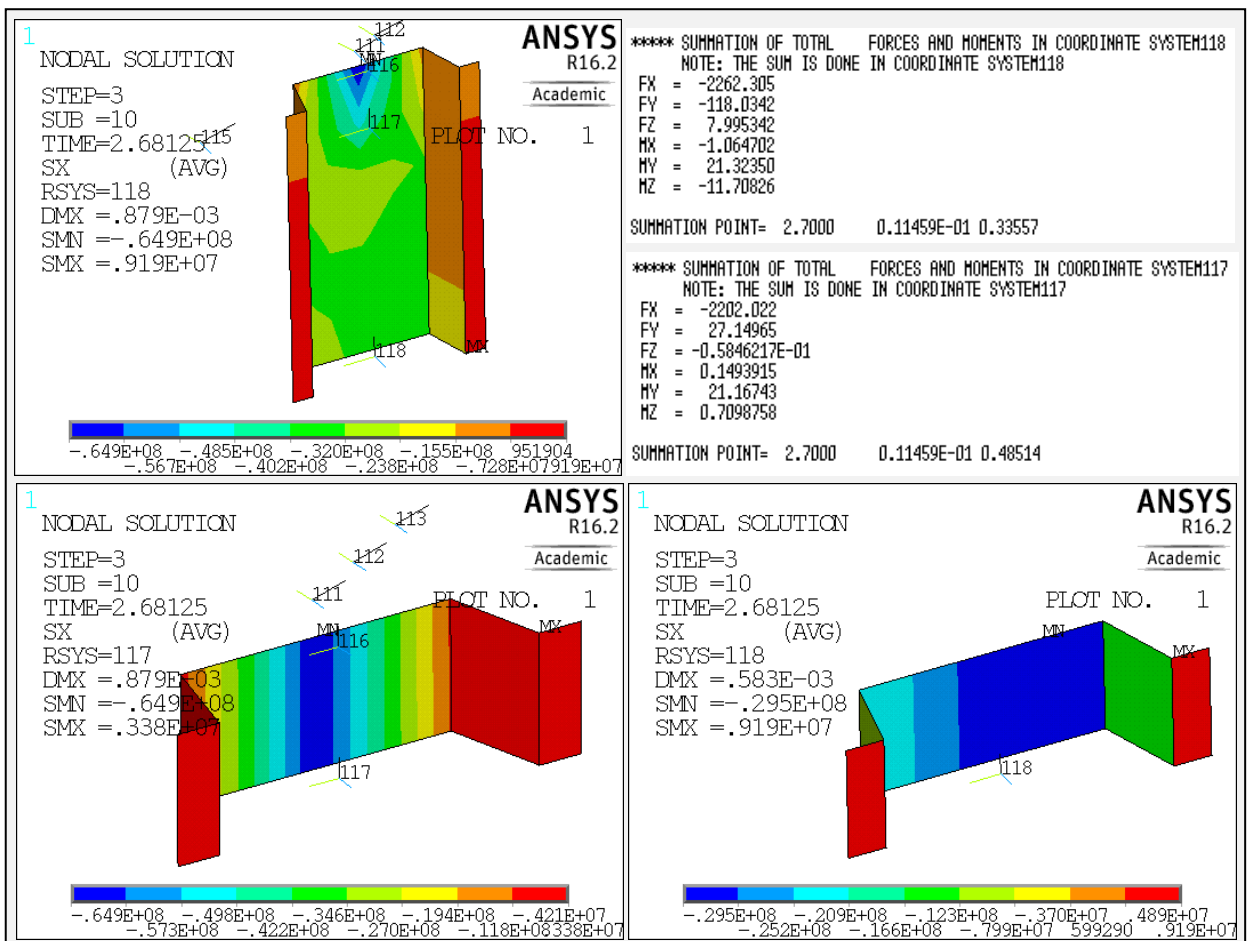 1
NODAL SOLUTION
STEP=3
SUB =10
TIME=2.68125
SX (AVG)
RSYS=118
DMX =.879E-03
SMN =-.649E+08
SMX =.919E+07
112
111
MN
116
117
115
118
MX
ANSYS
R16.2
Academic
PLOT NO. 1
-.649E+08 -.485E+08 -.320E+08 -.155E+08 951904
-.567E+08 -.402E+08 -.238E+08 -.728E+07 .919E+07
***** SUMMATION OF TOTAL FORCES AND MOMENTS IN COORDINATE SYSTEM118
NOTE: THE SUM IS DONE IN COORDINATE SYSTEM118
FX = -2262.305
FY = -118.0342
FZ = 7.995342
MX = -1.064702
MY = 21.32350
MZ = -11.70826
SUMMATION POINT= 2.7000 0.11459E-01 0.33557
***** SUMMATION OF TOTAL FORCES AND MOMENTS IN COORDINATE SYSTEM117
NOTE: THE SUM IS DONE IN COORDINATE SYSTEM117
FX = -2202.022
FY = 27.14965
FZ = -0.5846217E-01
MX = 0.1493915
MY = 21.16743
MZ = 0.7098758
SUMMATION POINT= 2.7000 0.11459E-01 0.48514
1
NODAL SOLUTION
STEP=3
SUB =10
TIME=2.68125
SX (AVG)
RSYS=117
DMX =.879E-03
SMN =-.649E+08
SMX =.338E+07
113
112
111
MN
116
MX
117
ANSYS
R16.2
Academic
PLOT NO. 1
-.649E+08 -.498E+08 -.346E+08 -.194E+08 -.421E+07
-.573E+08 -.422E+08 -.270E+08 -.118E+08 .338E+07
1
NODAL SOLUTION
STEP=3
SUB =10
TIME=2.68125
SX (AVG)
RSYS=118
DMX =.583E-03
SMN =-.295E+08
SMX =.919E+07
MN
MX
118
ANSYS
R16.2
Academic
PLOT NO. 1
-.295E+08 -.209E+08 -.123E+08 -.370E+07 .489E+07
-.252E+08 -.166E+08 -.799E+07 599290 .919E+07